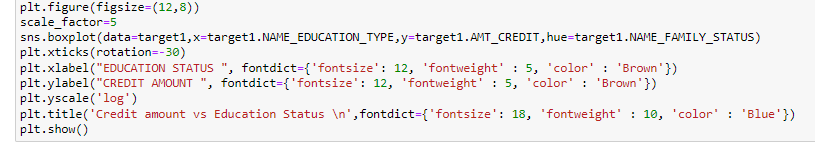 plt.figure(figsize=(12,8))
scale_factor=5
sns.boxplot(data=target1,x=target1.NAME_EDUCATION_TYPE,y=target1.AMT_CREDIT,hue=target1.NAME_FAMILY_STATUS)
plt.xticks(rotation=-30)
plt.xlabel("EDUCATION STATUS ", fontdict={'fontsize': 12, 'fontweight' : 5, 'color' : 'Brown'})
plt.ylabel("CREDIT AMOUNT ", fontdict={'fontsize': 12, 'fontweight' : 5, 'color' : 'Brown'})
plt.yscale('log')
plt.title('Credit amount vs Education Status \n',fontdict={'fontsize': 18, 'fontweight' : 10, 'color' : 'Blue'})
plt.show()